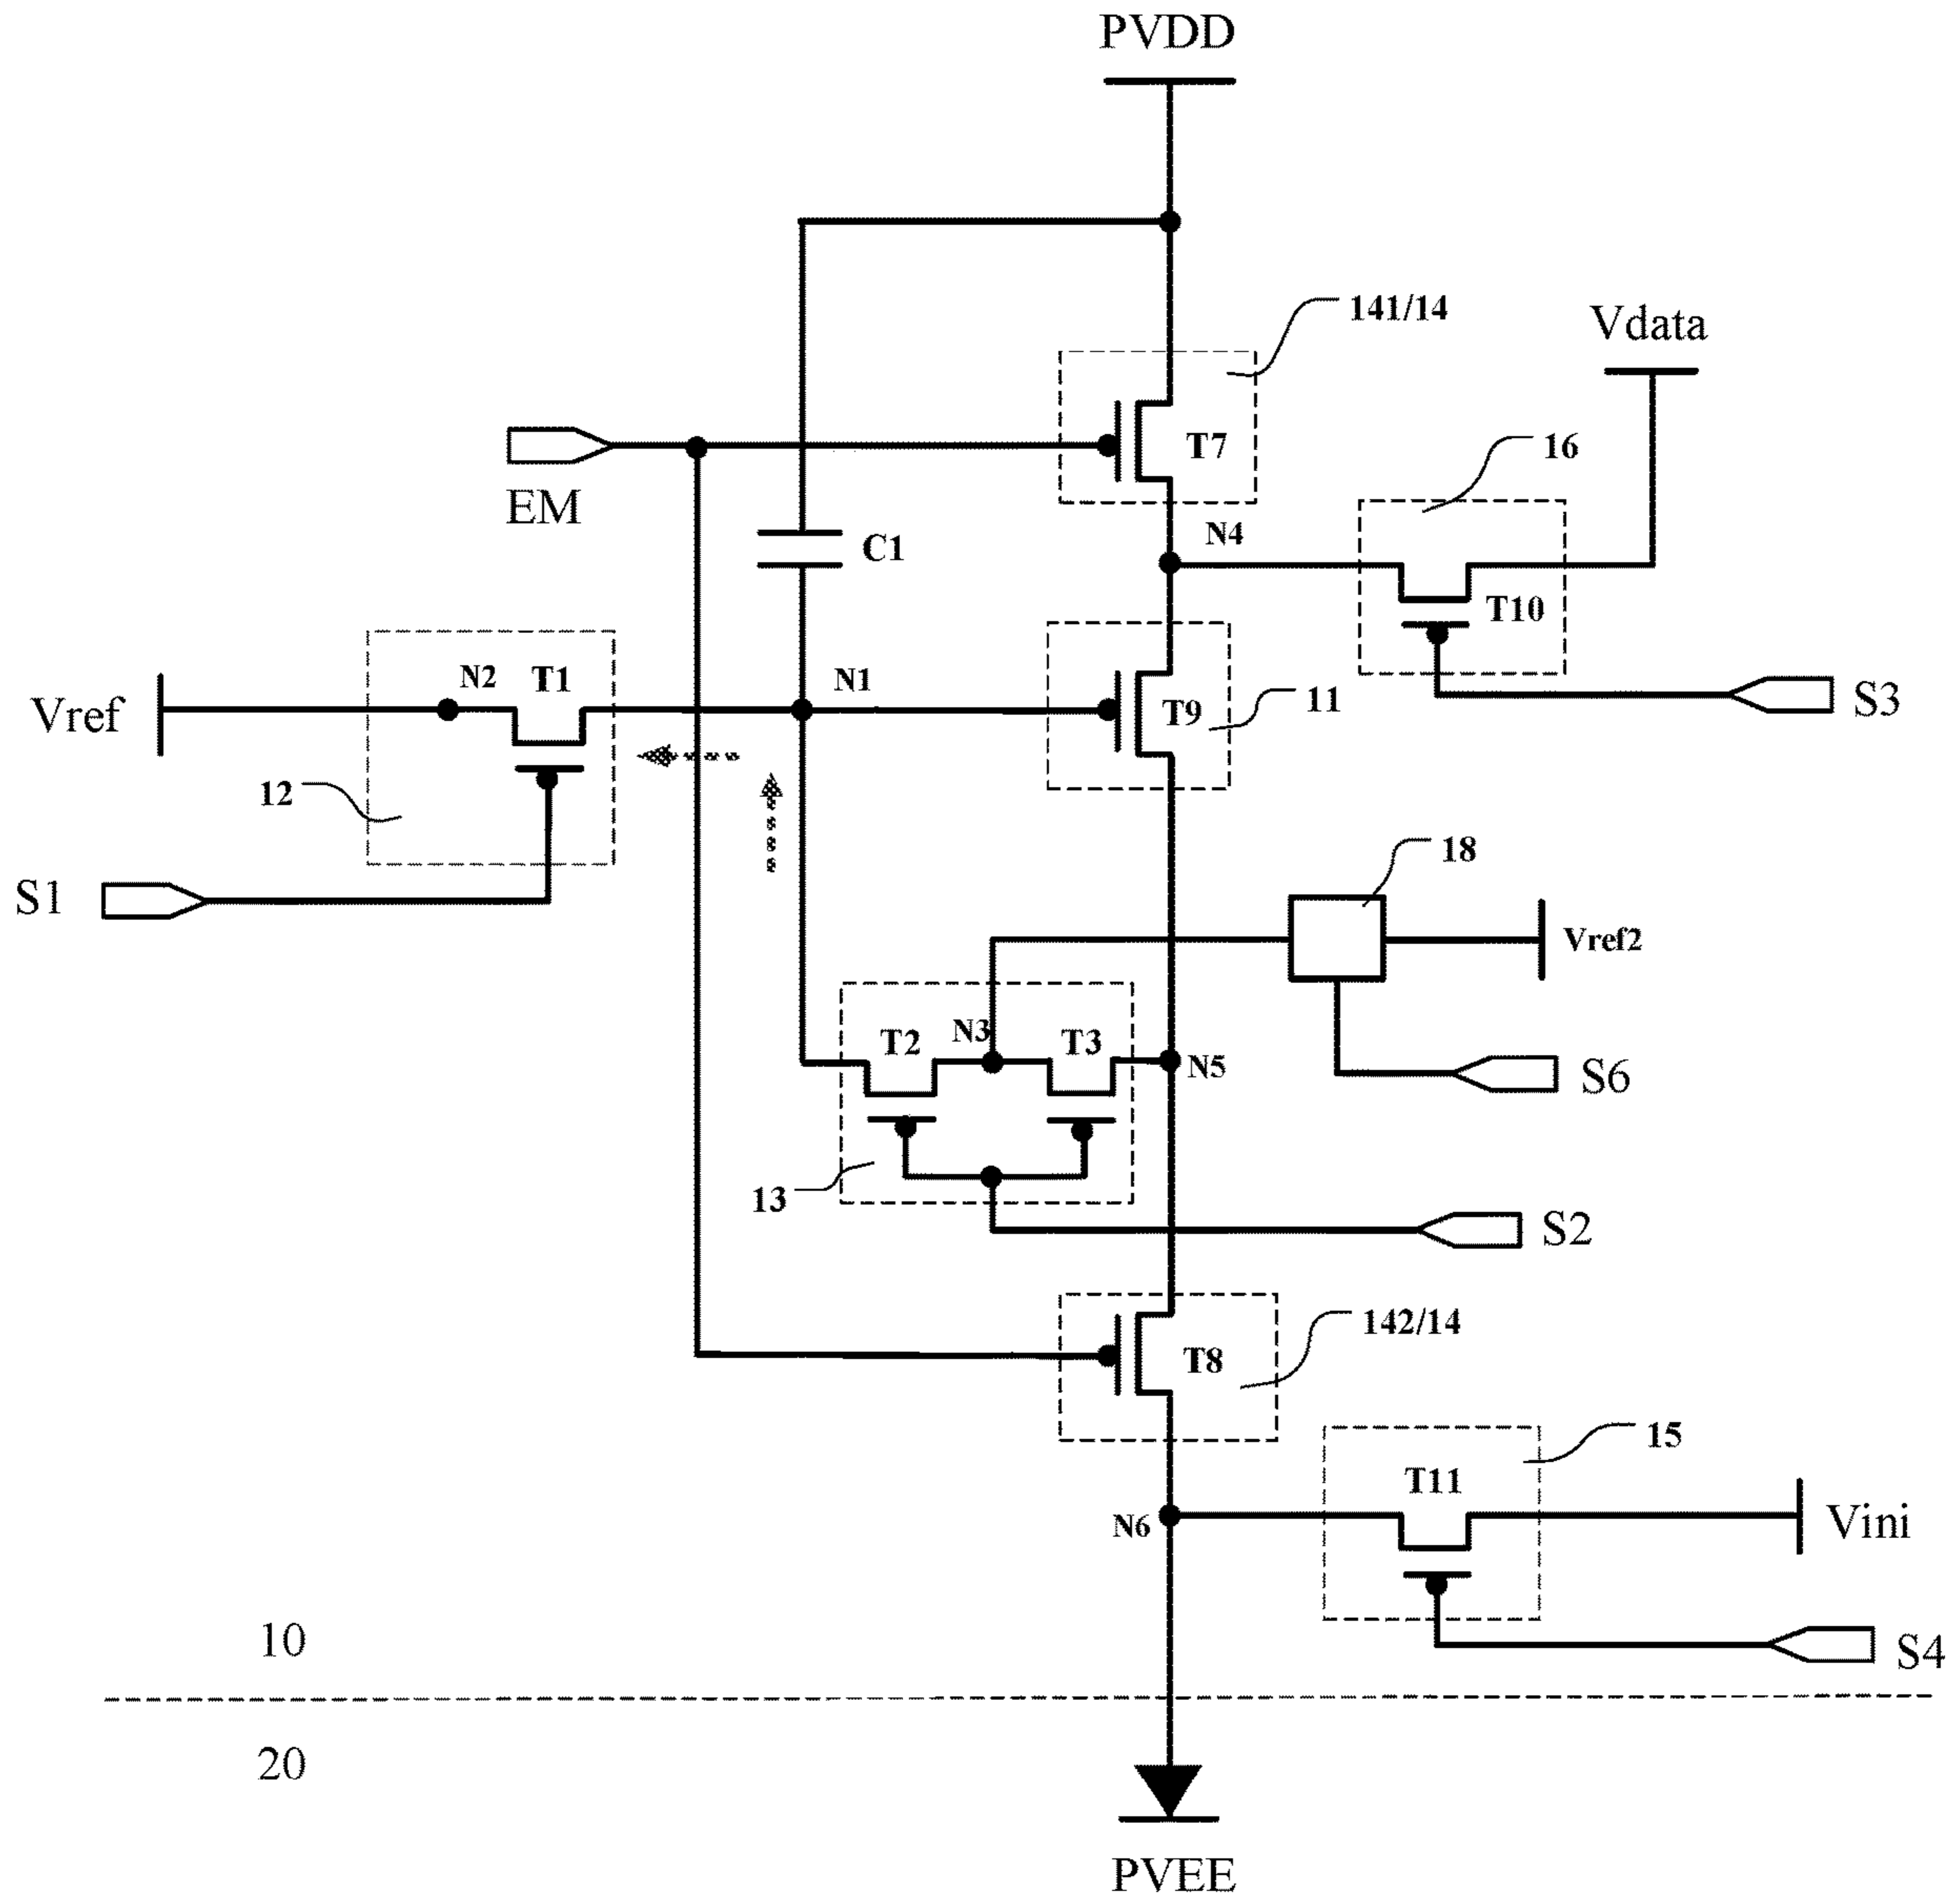 PVDD
141/14
Vdata
T7
16
EM
N4
C1
T10
N2
T1
N1
Vref
T9
11
S3
12
18
S1
Vref2
T2
N3
T3
N5
S6
13
S2
142/14
T8
15
T11
N6
Vini
10
S4
20
PVEE